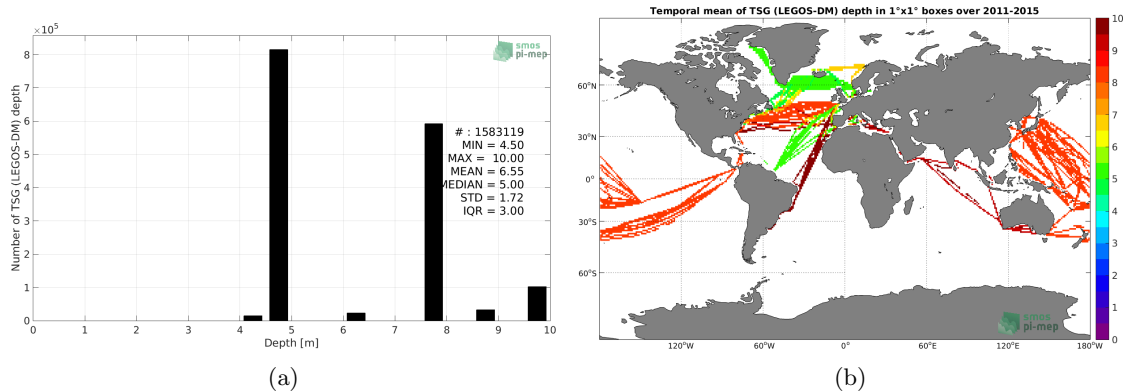 ×10⁵
8
7
6
5
4
3
2
1
0
Number of TSG (LEGOS-DM) depth
smos
pi-mep
# : 1583119
MIN = 4.50
MAX = 10.00
MEAN = 6.55
MEDIAN = 5.00
STD = 1.72
IQR = 3.00
0 1 2 3 4 5 6 7 8 9 10
Depth [m]
(a)
Temporal mean of TSG (LEGOS-DM) depth in 1°x1° boxes over 2011-2015
60°N
30°N
0°
30°S
60°S
120°W 60°W 0° 60°E 120°E 180°W
10
9
8
7
6
5
4
3
2
1
0
smos
pi-mep
(b)